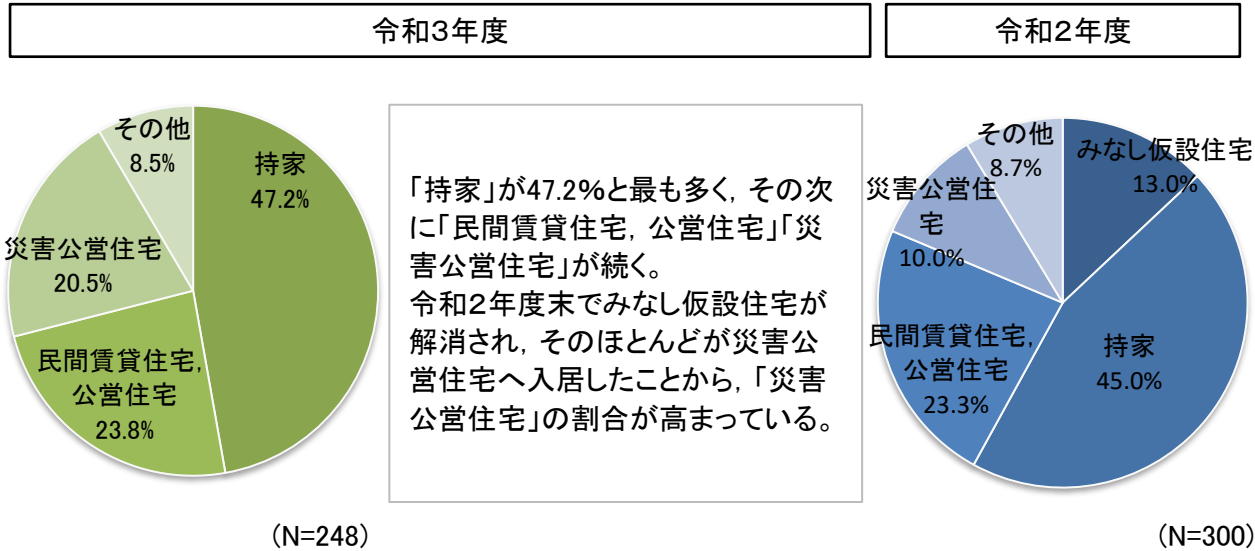 令和３年度
令和２年度
その他
8.5%
持家
47.2%
災害公営住宅
20.5%
民間賃貸住宅，
公営住宅
23.8%
(N=248)
「持家」が47.2％と最も多く，その次
に「民間賃貸住宅，公営住宅」「災
害公営住宅」が続く。
令和２年度末でみなし仮設住宅が
解消され，そのほとんどが災害公
営住宅へ入居したことから，「災害
公営住宅」の割合が高まっている。
その他
8.7%
みなし仮設住宅
13.0%
災害公営住
宅
10.0%
民間賃貸住宅，
公営住宅
23.3%
持家
45.0%
(N=300)